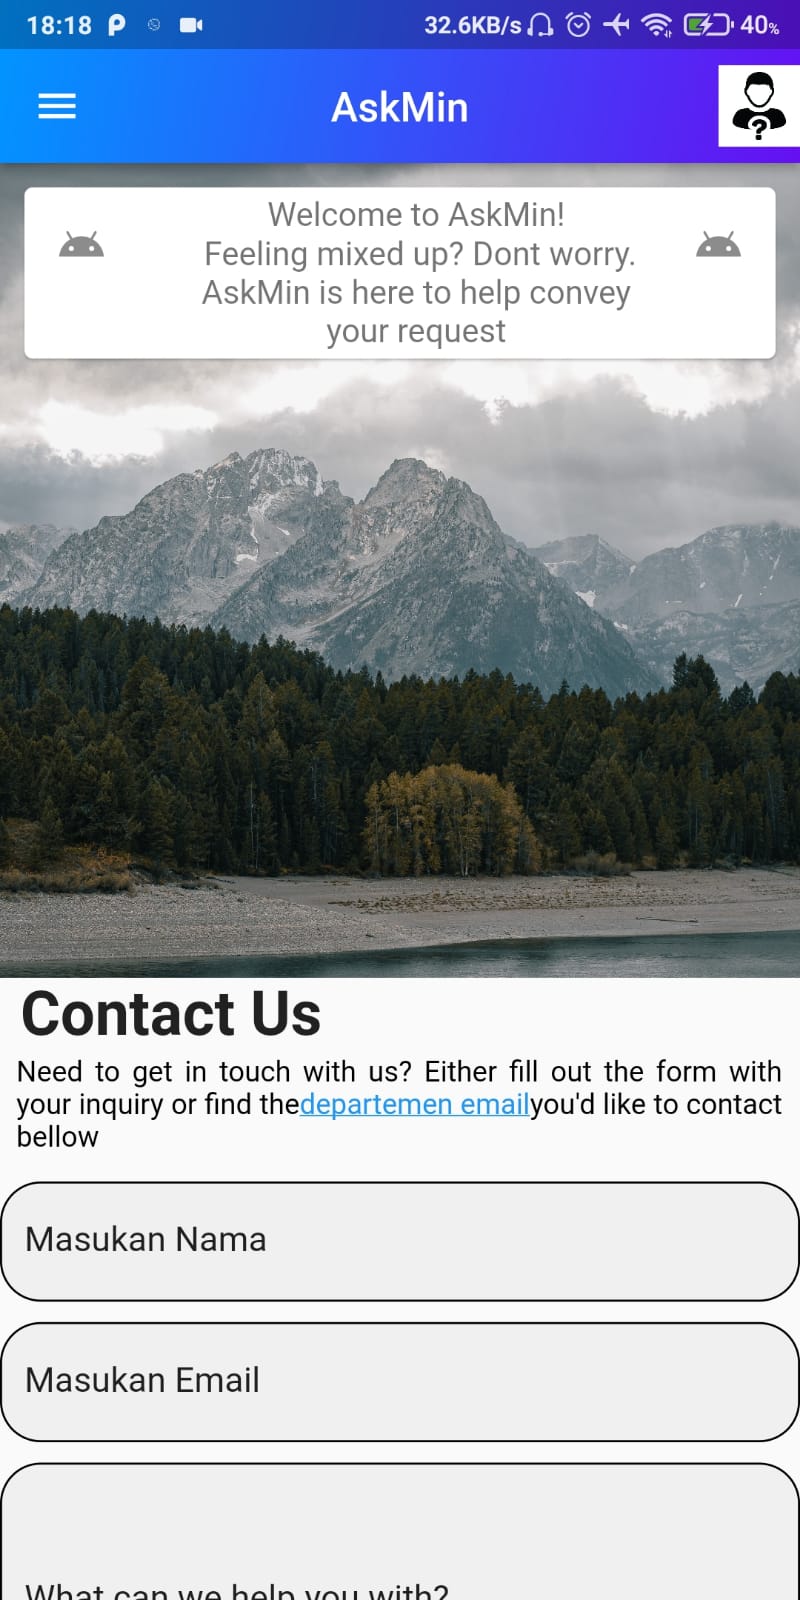 18:18 32.6KB/s 40%
AskMin
Welcome to AskMin!
Feeling mixed up? Dont worry.
AskMin is here to help convey
your request
Contact Us
Need to get in touch with us? Either fill out the form with
your inquiry or find thedepartemen emailyou'd like to contact
bellow
Masukan Nama
Masukan Email
What can we help you with?